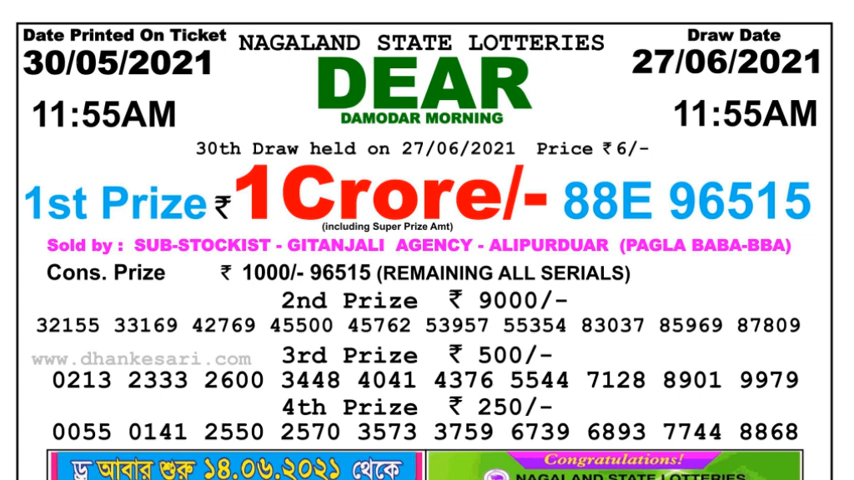 Date Printed On Ticket NAGALAND STATE LOTTERIES Draw Date
30/05/2021 DEAR 27/06/2021
11:55AM DAMODAR MORNING 11:55AM
30th Draw held on 27/06/2021 Price ₹6/-
1st Prize ₹ 1Crore/- 88E 96515
(including Super Prize Amt)
Sold by : SUB-STOCKIST - GITANJALI AGENCY - ALIPURDUAR (PAGLA BABA-BBA)
Cons. Prize ₹ 1000/- 96515 (REMAINING ALL SERIALS)
2nd Prize ₹ 9000/-
32155 33169 42769 45500 45762 53957 55354 83037 85969 87809
www.dhankesari.com 3rd Prize ₹ 500/-
0213 2333 2600 3448 4041 4376 5544 7128 8901 9979
4th Prize ₹ 250/-
0055 0141 2550 2570 3573 3759 6739 6893 7744 8868
ড্র আবার শুরু ১৪.০৬.২০২১ থেকে
Congratulations!
NAGALAND STATE LOTTERIES